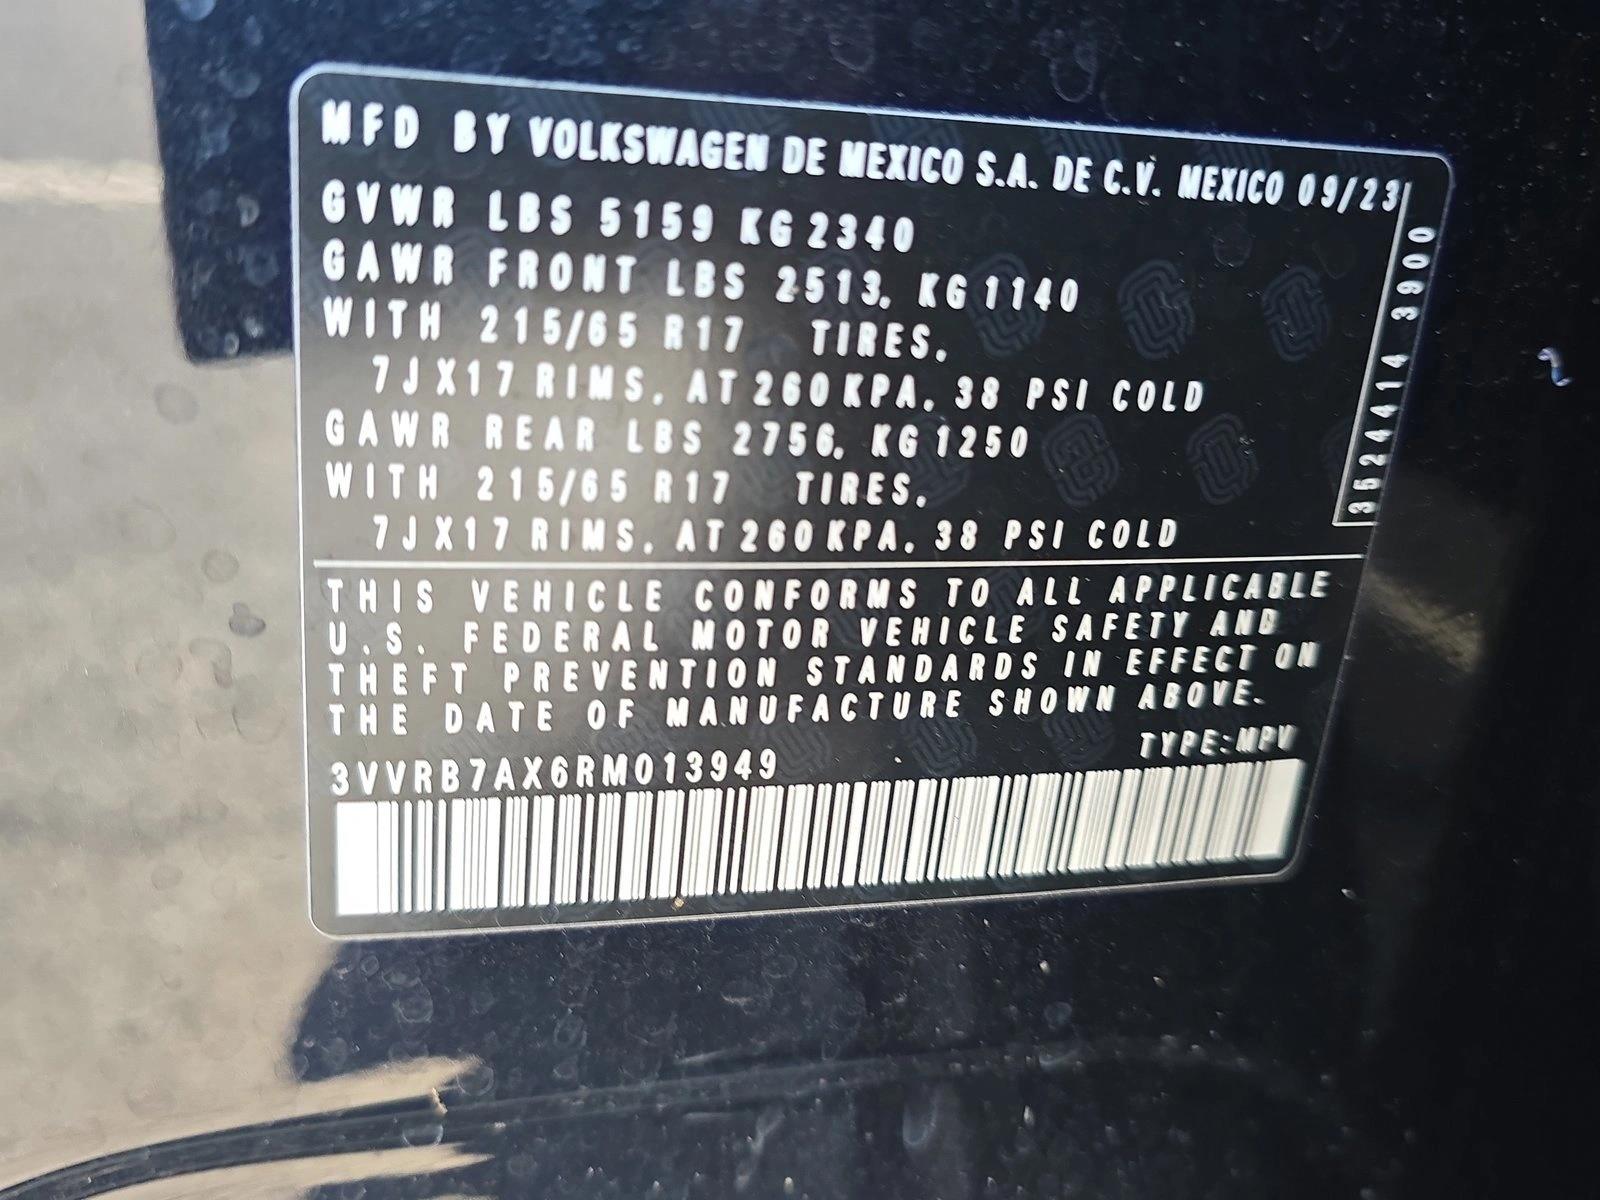 MFD BY VOLKSWAGEN DE MEXICO S.A. DE C.V. MEXICO 09/23
GVWR LBS 5159 KG 2340
GAWR FRONT LBS 2513, KG 1140
WITH 215/65 R17 TIRES,
7JX17 RIMS, AT 260 KPA, 38 PSI COLD
GAWR REAR LBS 2756, KG 1250
WITH 215/65 R17 TIRES,
7JX17 RIMS, AT 260 KPA, 38 PSI COLD
3524414 3900
THIS VEHICLE CONFORMS TO ALL APPLICABLE
U.S. FEDERAL MOTOR VEHICLE SAFETY AND
THEFT PREVENTION STANDARDS IN EFFECT ON
THE DATE OF MANUFACTURE SHOWN ABOVE.
TYPE:MPV
3VVRB7AX6RM013949